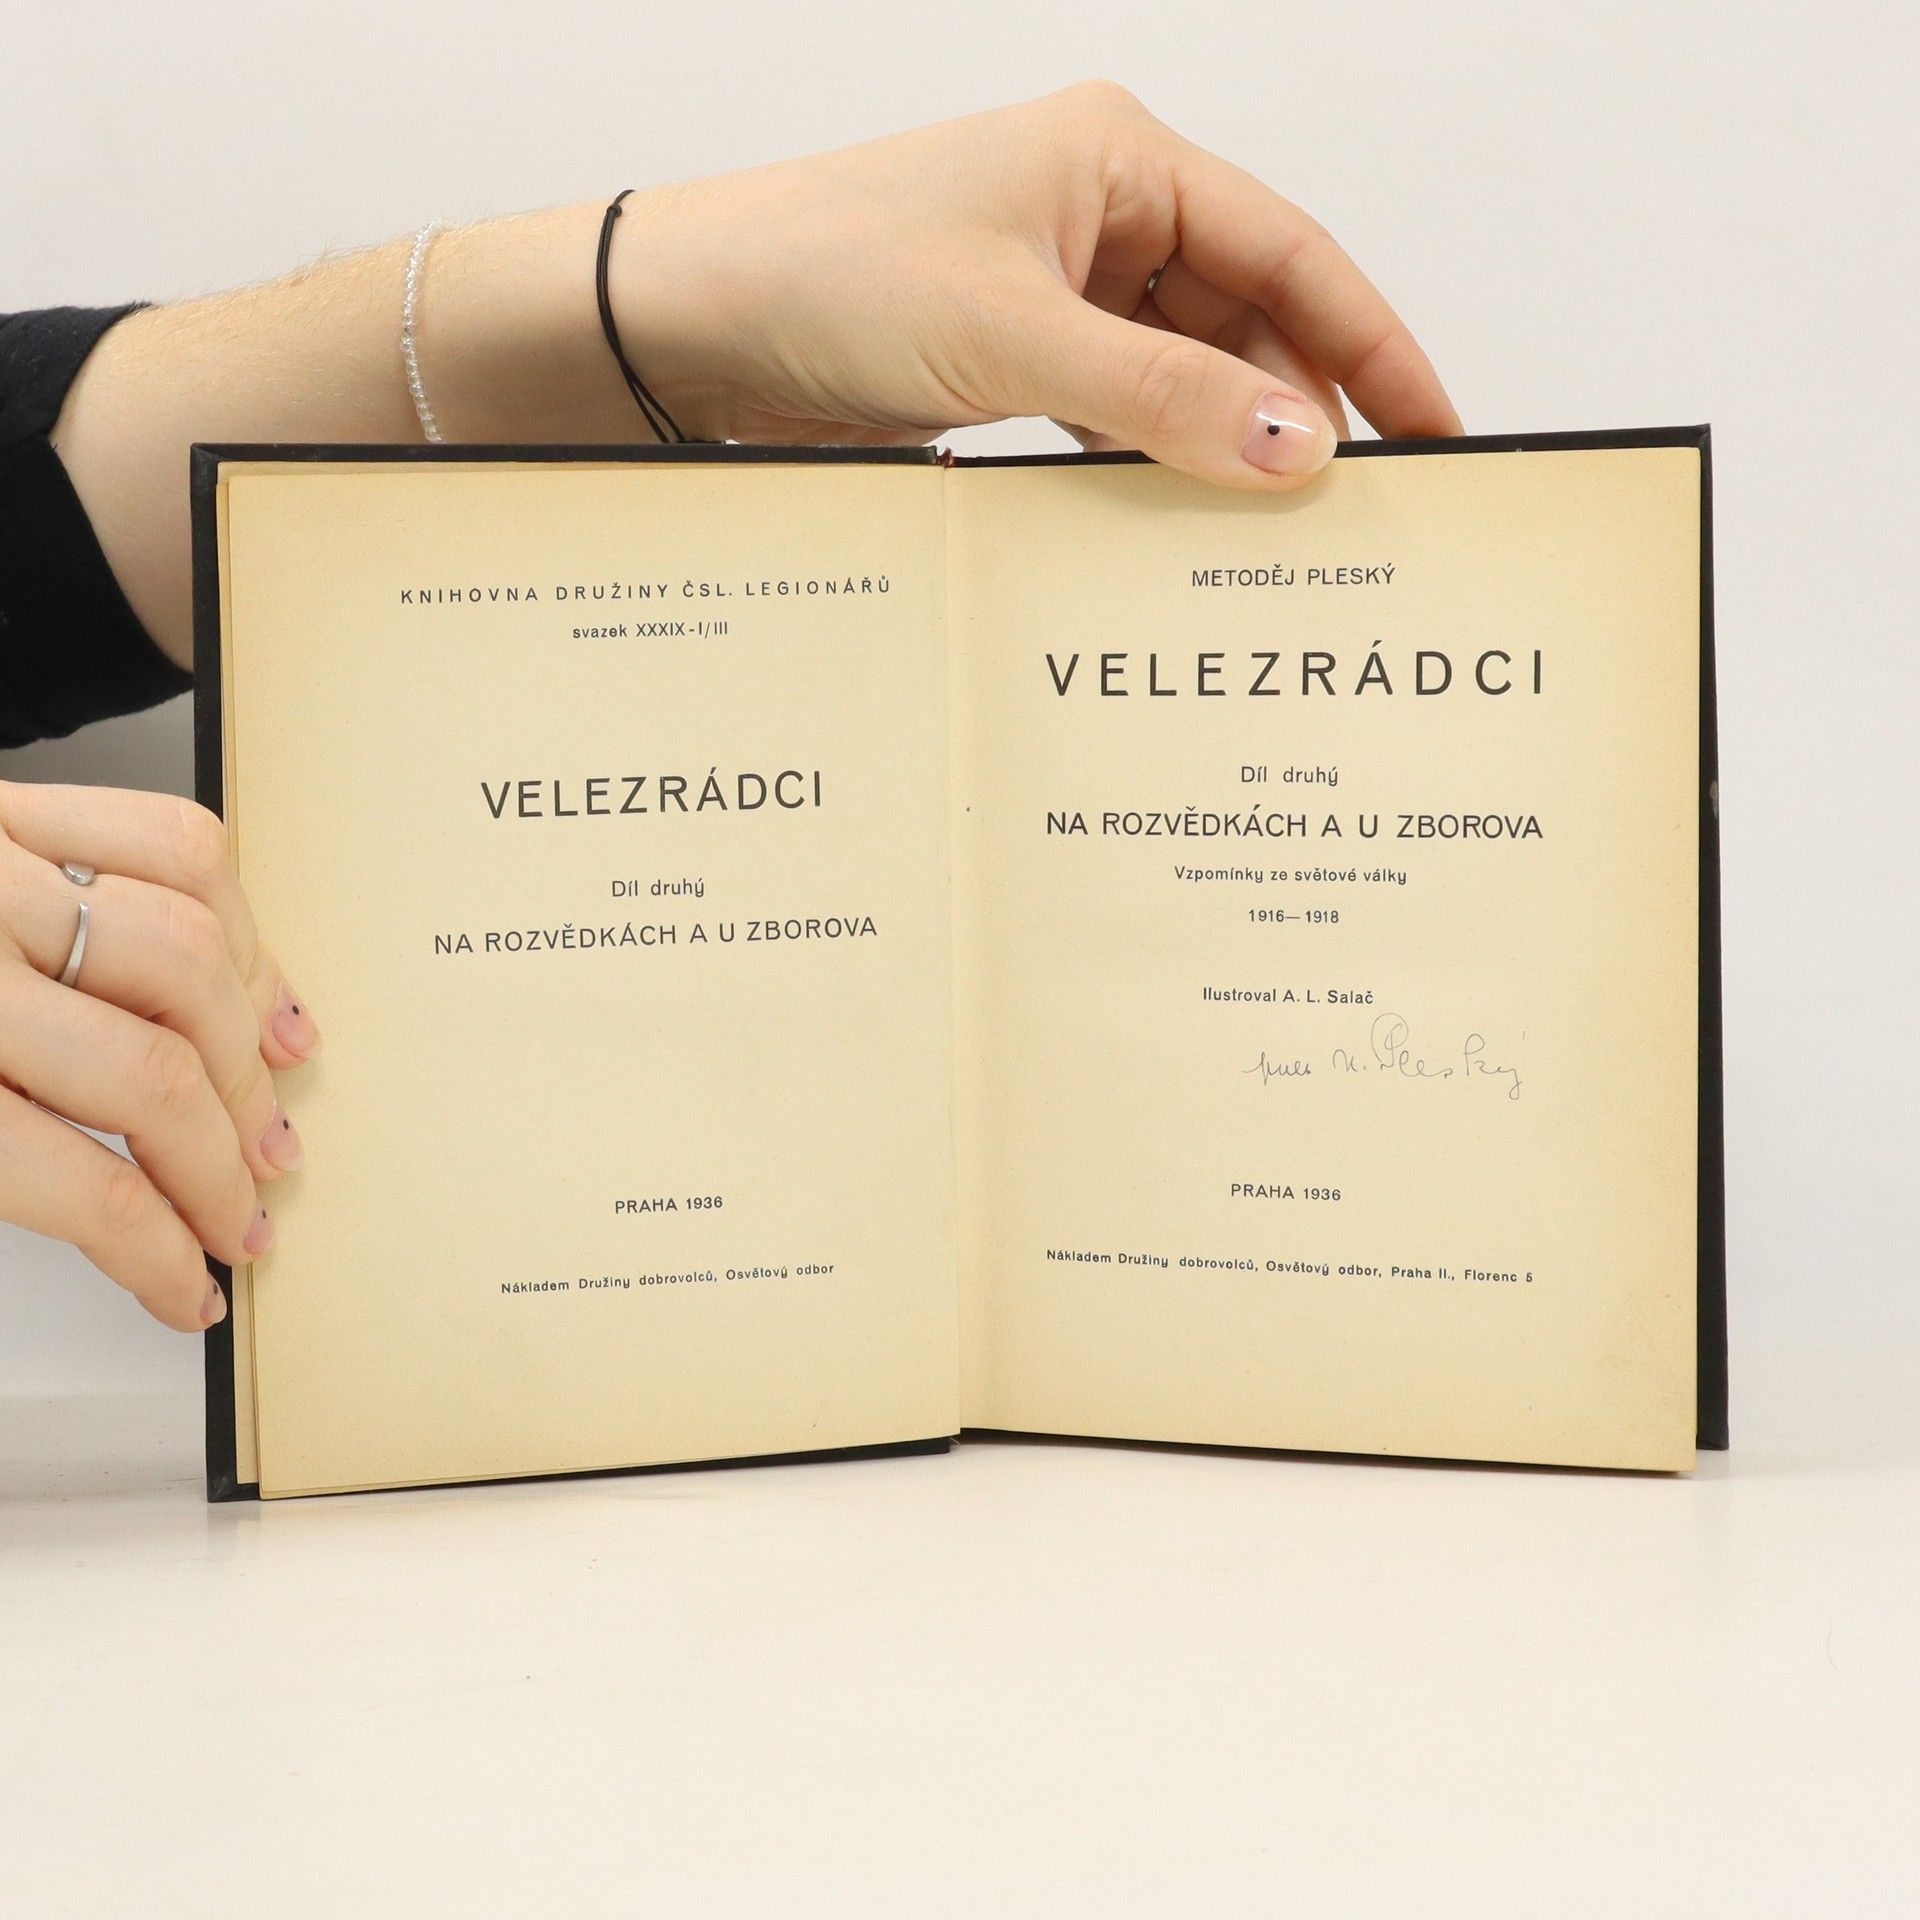 KNIHOVNA DRUŽINY ČSL. LEGIONÁŘŮ
svazek XXXIX-I/III
VELEZRÁDCI
Díl druhý
NA ROZVĚDKÁCH A U ZBOROVA
PRAHA 1936
Nákladem Družiny dobrovolců, Osvětový odbor
METODĚJ PLESKÝ
VELEZRÁDCI
Díl druhý
NA ROZVĚDKÁCH A U ZBOROVA
Vzpomínky ze světové války
1916—1918
Ilustroval A. L. Salač
Pleský
PRAHA 1936
Nákladem Družiny dobrovolců, Osvětový odbor, Praha II., Florenc 5